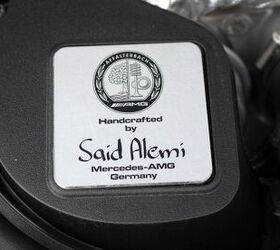 AFFALTERBACH
AMG
Handcrafted
by
Said Alemi
Mercedes-AMG
Germany